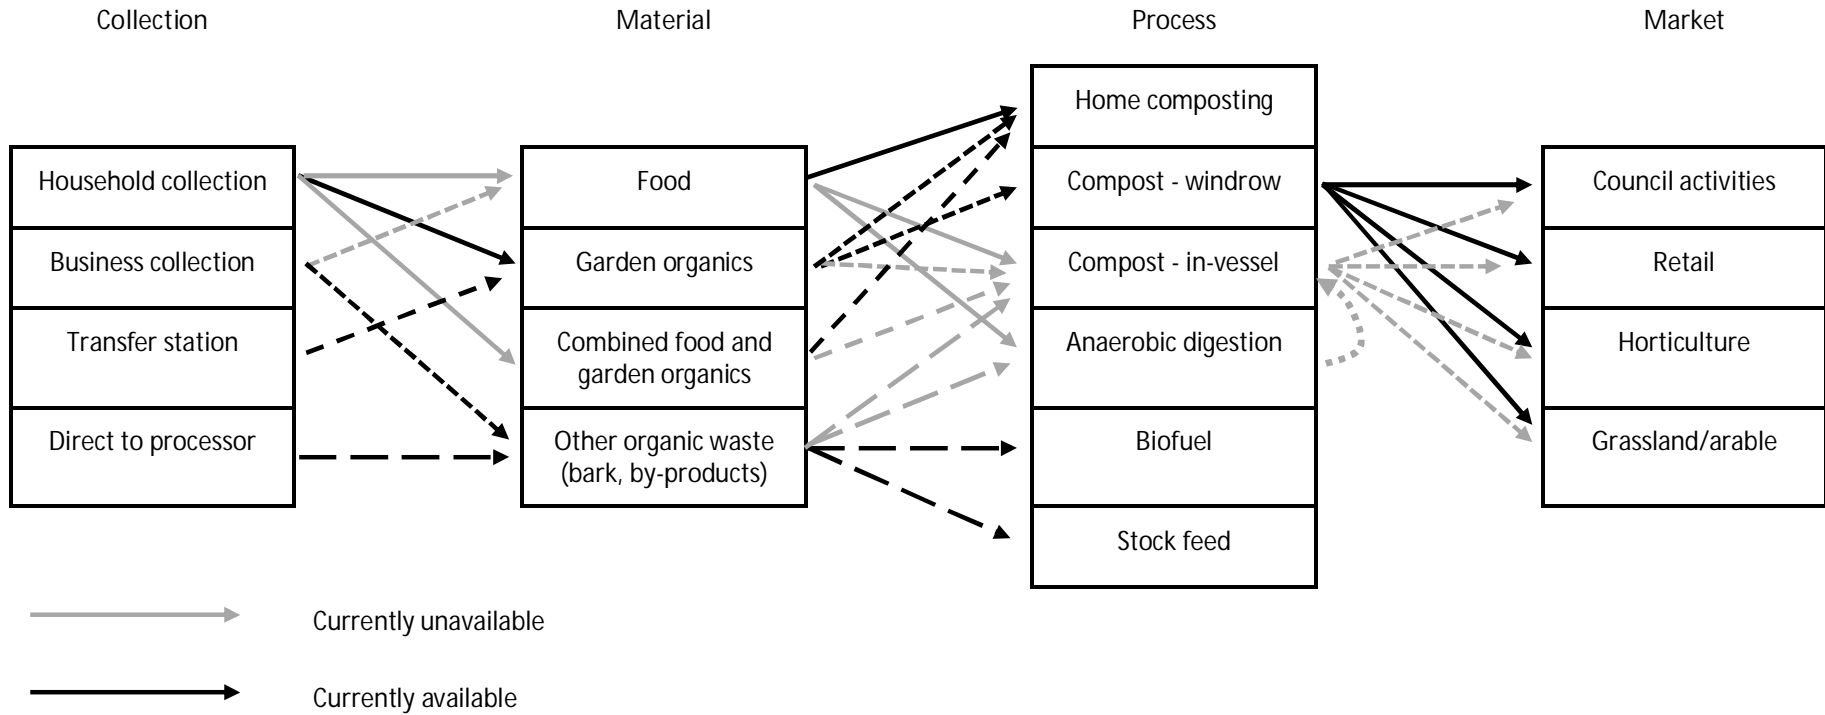 Collection
Material
Process
Market
Household collection
Business collection
Transfer station
Direct to processor
Food
Garden organics
Combined food and
garden organics
Other organic waste
(bark, by-products)
Home composting
Compost - windrow
Compost - in-vessel
Anaerobic digestion
Biofuel
Stock feed
Council activities
Retail
Horticulture
Grassland/arable
Currently unavailable
Currently available